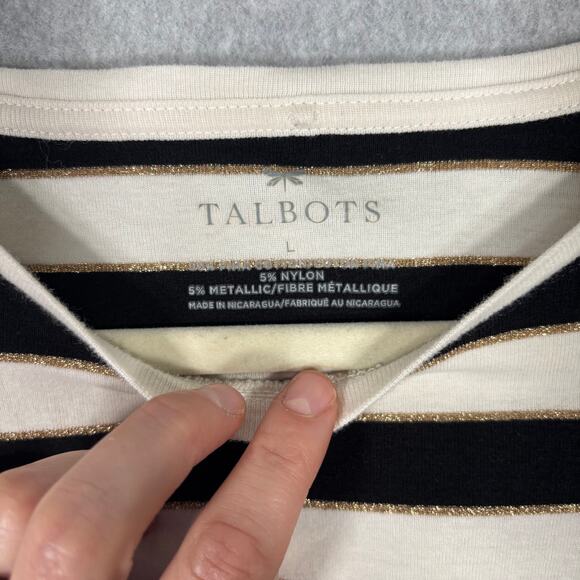 TALBOTS
L
5% NYLON
5% METALLIC/FIBRE MÉTALLIQUE
MADE IN NICARAGUA/FABRIQUÉ AU NICARAGUA